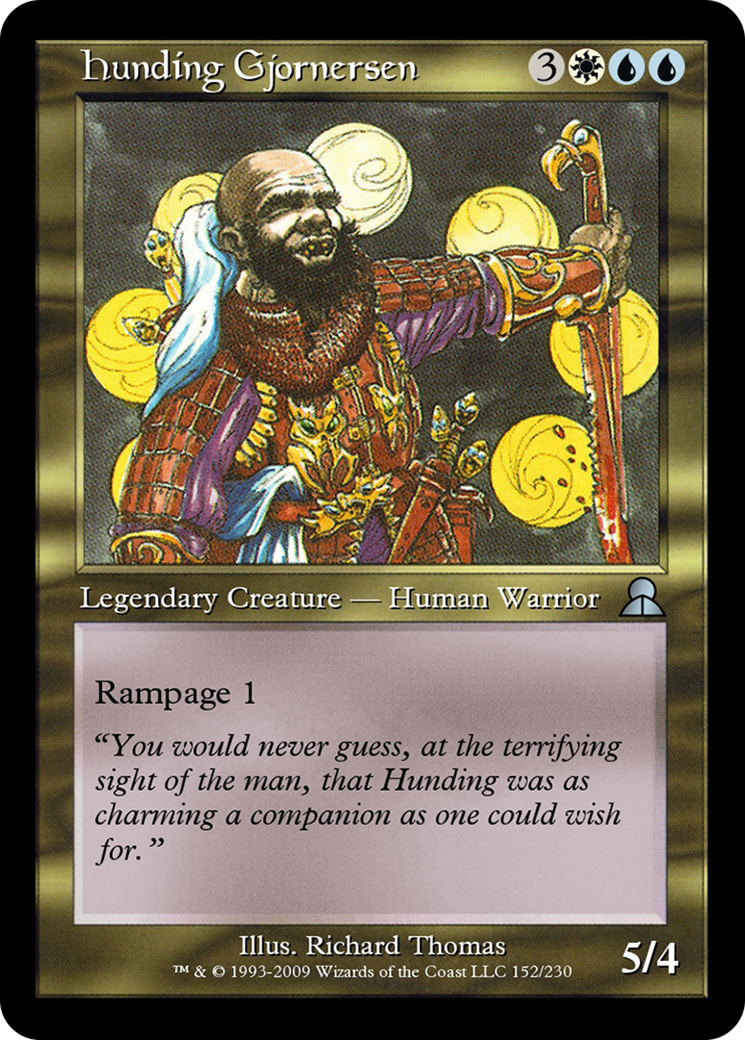 Hunding Gjornersen 3
Legendary Creature — Human Warrior
Rampage 1
“You would never guess, at the terrifying
sight of the man, that Hunding was as
charming a companion as one could wish
for.”
Illus. Richard Thomas
™ & © 1993-2009 Wizards of the Coast LLC 152/230
5/4